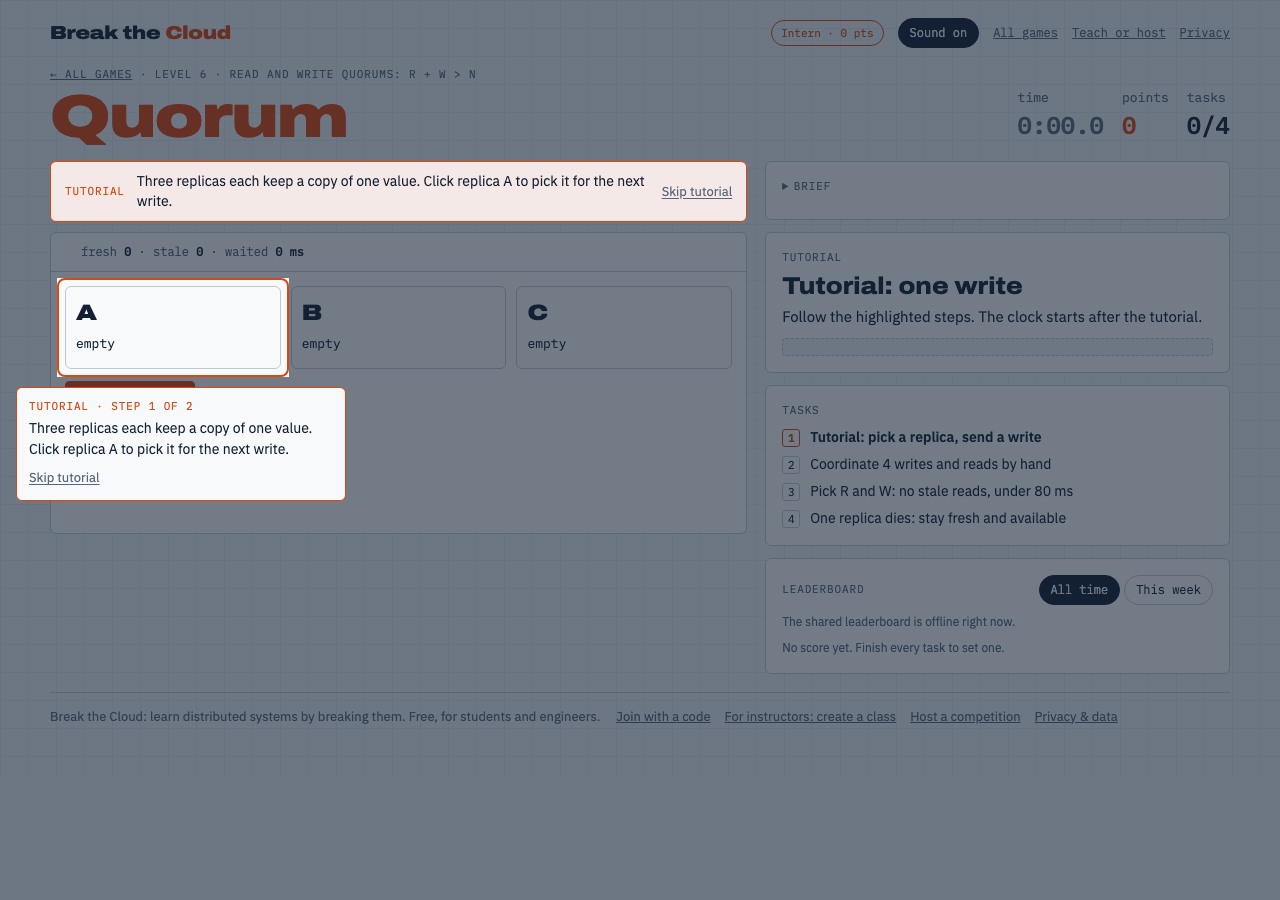 Break the Cloud
Intern · 0 pts
Sound on
All games
Teach or host
Privacy
← ALL GAMES · LEVEL 6 · READ AND WRITE QUORUMS: R + W > N
Quorum
time
0:00.0
points
0
tasks
0/4
TUTORIAL
Three replicas each keep a copy of one value. Click replica A to pick it for the next
write.
Skip tutorial
fresh 0 · stale 0 · waited 0 ms
A
empty
B
empty
C
empty
TUTORIAL · STEP 1 OF 2
Three replicas each keep a copy of one value.
Click replica A to pick it for the next write.
Skip tutorial
▶ BRIEF
TUTORIAL
Tutorial: one write
Follow the highlighted steps. The clock starts after the tutorial.
TASKS
1 Tutorial: pick a replica, send a write
2 Coordinate 4 writes and reads by hand
3 Pick R and W: no stale reads, under 80 ms
4 One replica dies: stay fresh and available
LEADERBOARD
All time
This week
The shared leaderboard is offline right now.
No score yet. Finish every task to set one.
Break the Cloud: learn distributed systems by breaking them. Free, for students and engineers.
Join with a code
For instructors: create a class
Host a competition
Privacy & data